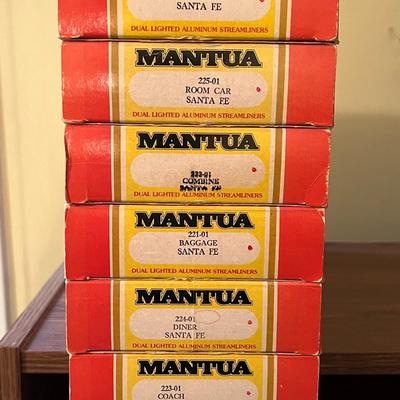 SANTA FE
DUAL LIGHTED ALUMINUM STREAMLINERS
MANTUA
225-01
ROOM CAR
SANTA FE
DUAL LIGHTED ALUMINUM STREAMLINERS
MANTUA
COMBINE
SANTA FE
DUAL LIGHTED ALUMINUM STREAMLINERS
MANTUA
221-01
BAGGAGE
SANTA FE
DUAL LIGHTED ALUMINUM STREAMLINERS
MANTUA
224-01
DINER
SANTA FE
DUAL LIGHTED ALUMINUM STREAMLINERS
MANTUA
223-01
COACH